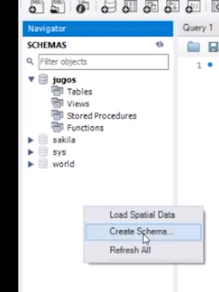 Navigator
Query 1
SCHEMAS
Filter objects
1
jugos
Tables
Views
Stored Procedures
Functions
sakila
sys
world
Load Spatial Data
Create Schema...
Refresh All